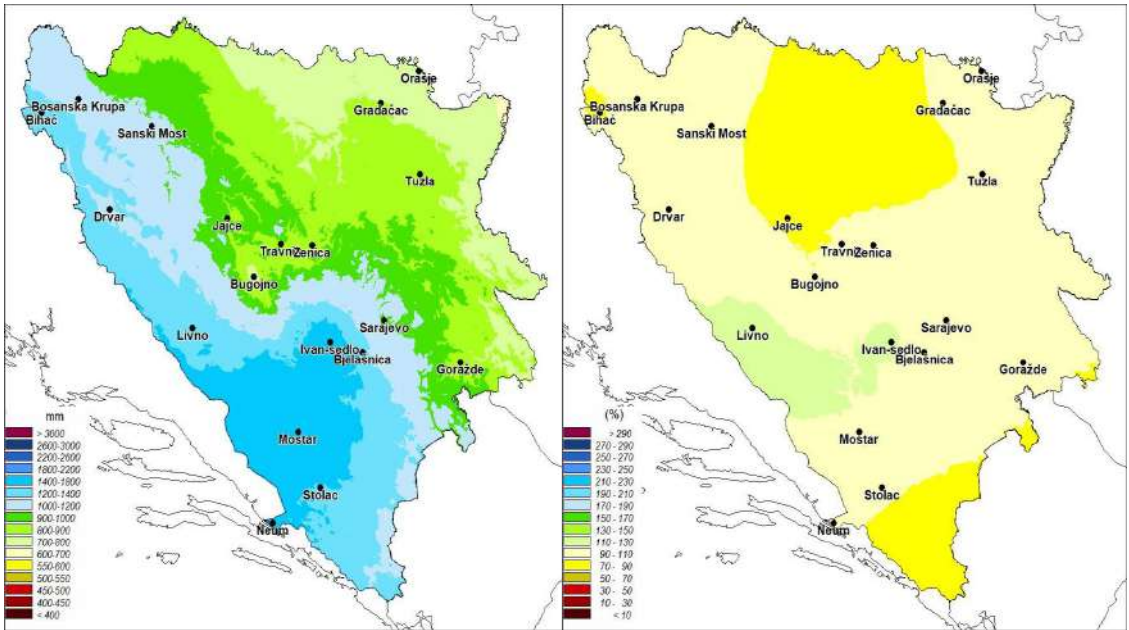 Orašje
Bosanska Krupa
Bihać
Gradačac
Sanski Most
Tuzla
Drvar
Jajce
Travni
Zenica
Bugojno
Livno
Sarajevo
Ivan-sedlo
Bjelašnica
Goražde
Mostar
Stolac
Neum
mm
> 3000
2600-3000
2200-2600
1800-2200
1400-1800
1200-1400
1000-1200
900-1000
800-900
700-800
600-700
550-600
500-550
450-500
400-450
< 400
Orašje
Bosanska Krupa
Bihać
Gradačac
Sanski Most
Tuzla
Drvar
Jajce
Travni
Zenica
Bugojno
Livno
Sarajevo
Ivan-sedlo
Bjelašnica
Goražde
Mostar
Stolac
Neum
(%)
> 290
270 - 290
250 - 270
230 - 250
210 - 230
190 - 210
170 - 190
150 - 170
130 - 150
110 - 130
90 - 110
70 - 90
50 - 70
30 - 50
10 - 30
< 10